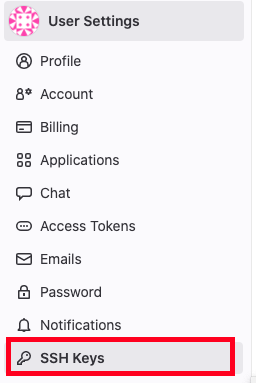 User Settings
Profile
Account
Billing
Applications
Chat
Access Tokens
Emails
Password
Notifications
SSH Keys